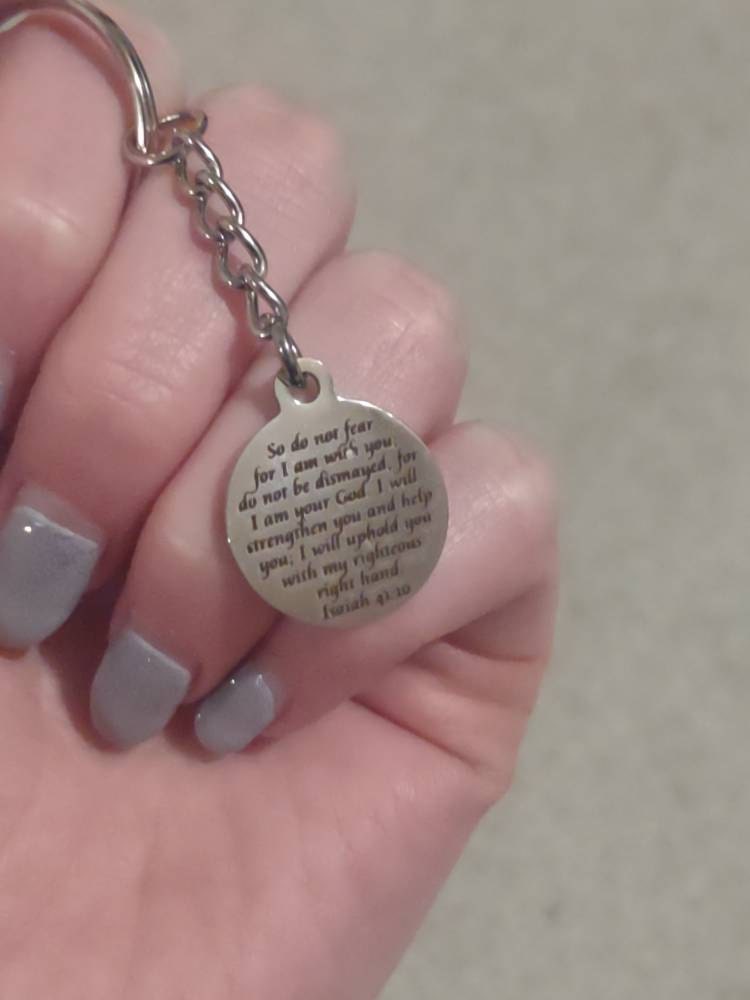 So do not fear
for I am with you,
do not be dismayed, for
I am your God. I will
strengthen you and help
you; I will uphold you
with my righteous
right hand
Isaiah 41:10